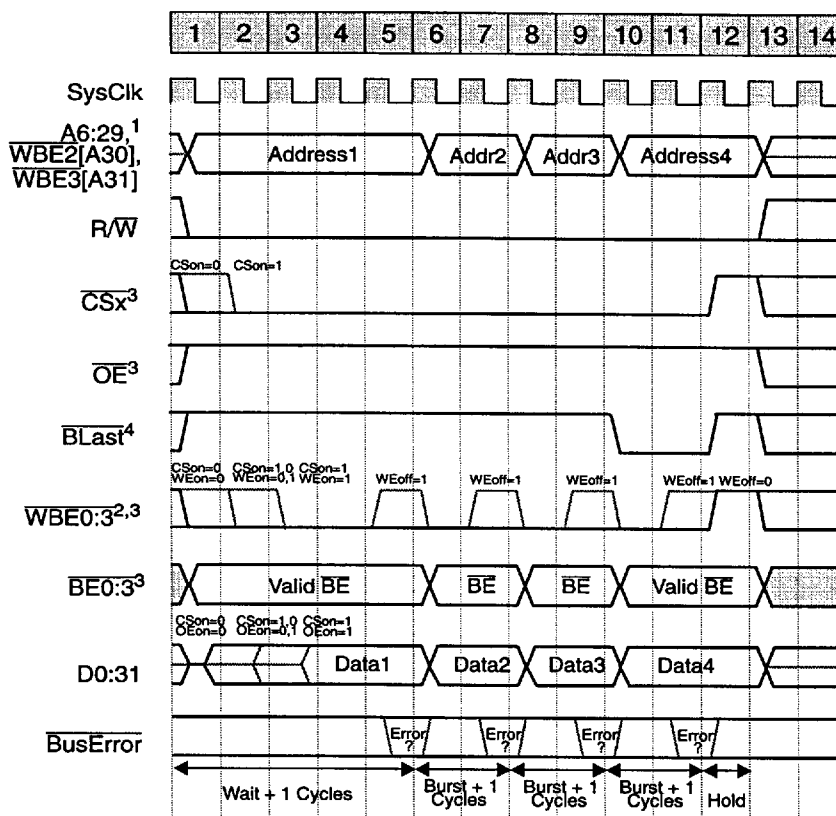 1 2 3 4 5 6 7 8 9 10 11 12 13 14
SysClk
A6:29,1
WBE2[A30],
WBE3[A31]
Address1 Addr2 Addr3 Address4
R/W
CSon=0 CSon=1
CSx3
OE3
BLast4
CSon=0 CSon=1,0 CSon=1
WEon=0 WEon=0,1 WEon=1
WEoff=1 WEoff=1 WEoff=1 WEoff=1 WEoff=0
WBE0:32,3
BE0:33
Valid BE BE BE Valid BE
CSon=0 CSon=1,0 CSon=1
OEon=0 OEon=0,1 OEon=1
D0:31
Data1 Data2 Data3 Data4
BusError
Error? Error? Error? Error?
Wait + 1 Cycles
Burst + 1
Cycles
Burst + 1
Cycles
Burst + 1
Cycles
Hold